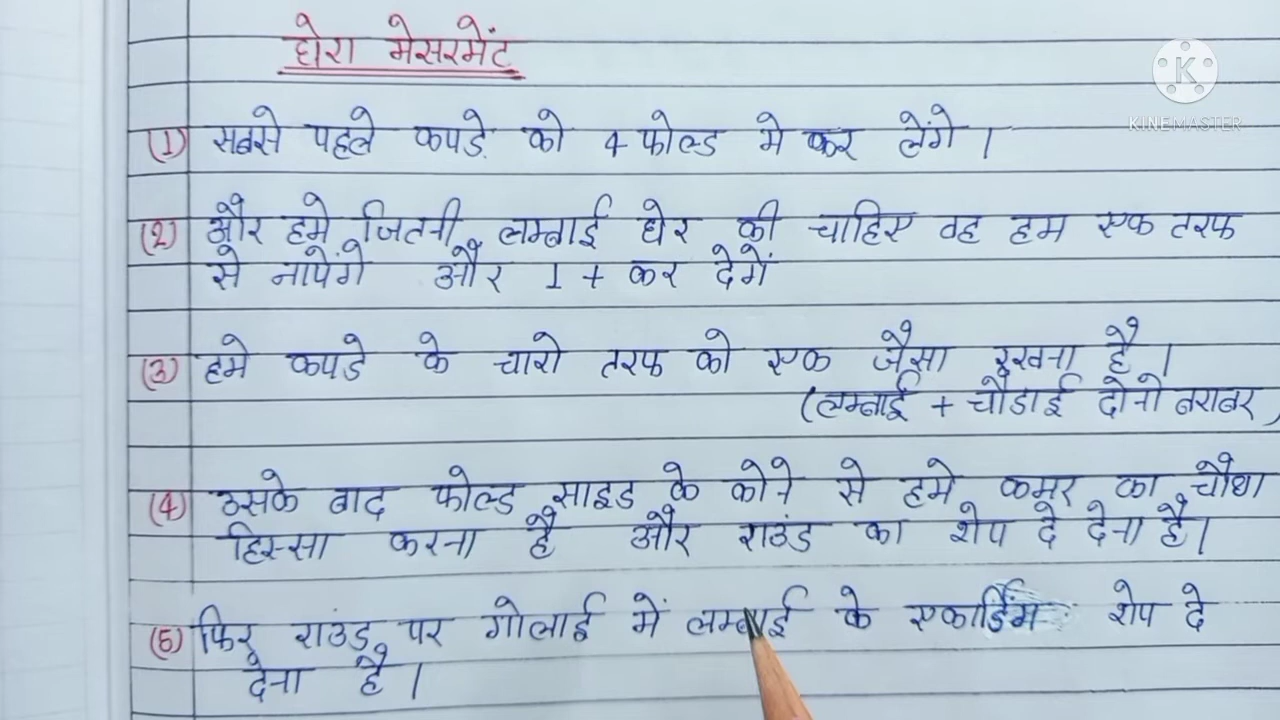 घेरा मेसरमेंट
K
KINEMASTER
(1) सबसे पहले कपडे. को 4 फोल्ड मे कर लेंगे ।
(2) और हमे जितनी लम्बाई घेर की चाहिए वह हम एक तरफ
से नापेंगे और 1 + कर देगें
(3) हमे कपडे के चारो तरफ को एक जैसा रखना है ।
(लम्बाई + चौडाई दोनो बराबर)
(4) उसके बाद फोल्ड साइड के कोने से हमे कमर का चौथा
हिस्सा करना है और राउंड का शेप दे देना है।
(5) फिर राउंड पर गोलाई में लम्बाई के एकार्डिंग शेप दे
देना है ।